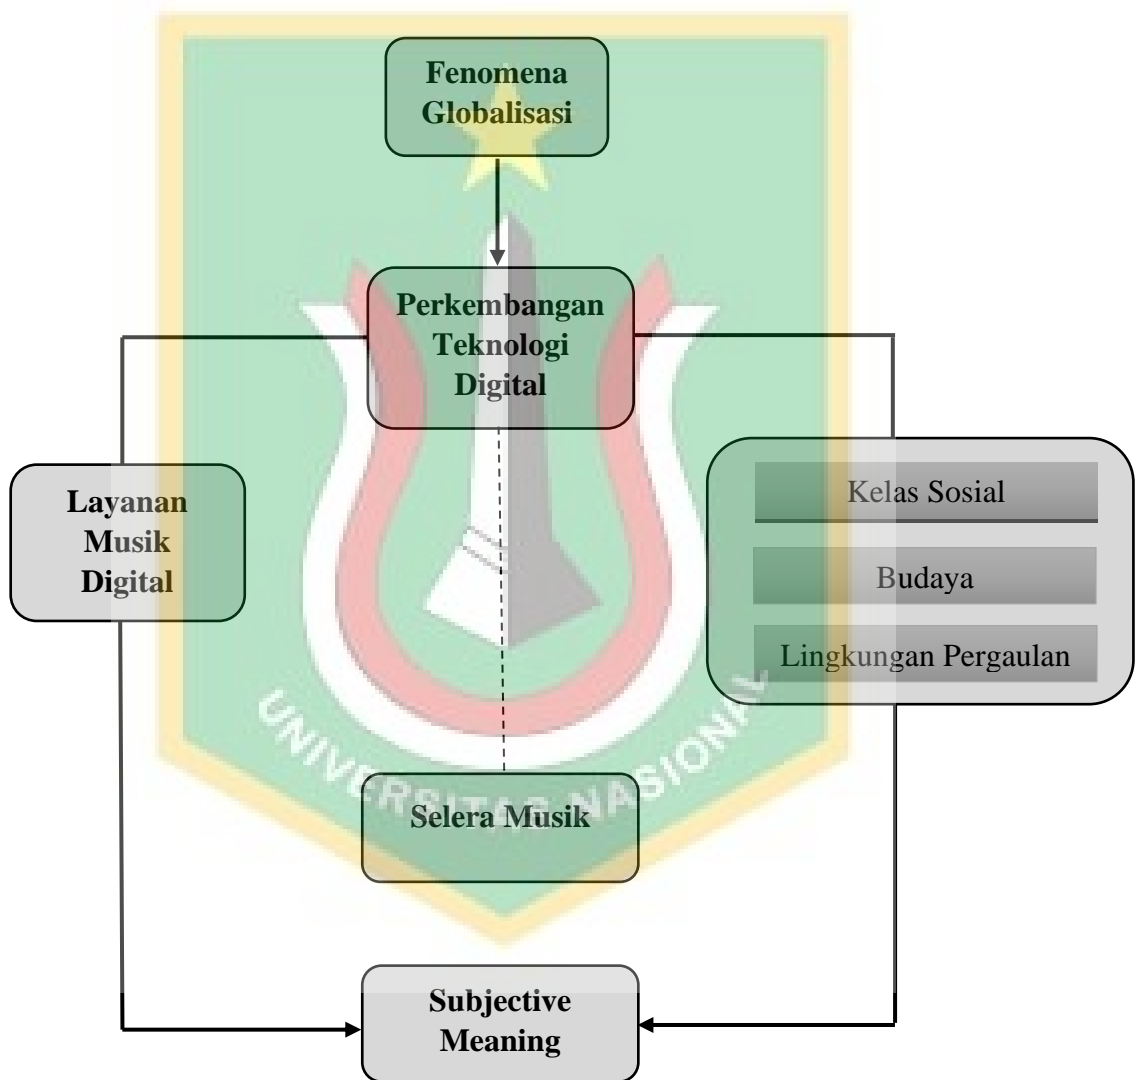 Fenomena
Globalisasi
Perkembangan
Teknologi
Digital
Layanan
Musik
Digital
Kelas Sosial
Budaya
Lingkungan Pergaulan
UNIVERSITAS NASIONAL
Selera Musik
Subjective
Meaning